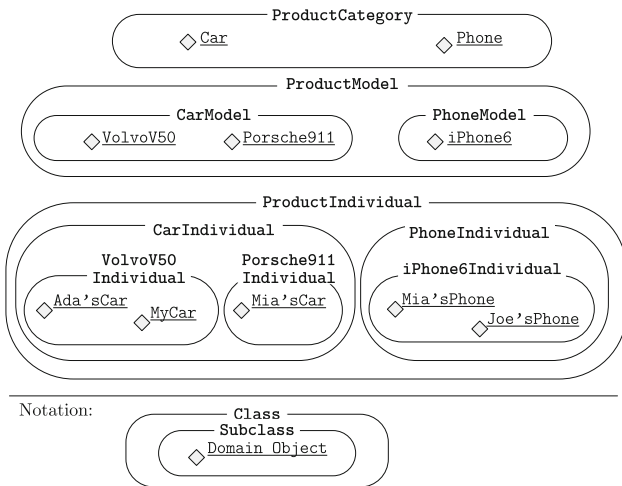 ProductCategory
Car Phone
ProductModel
CarModel PhoneModel
VolvoV50 Porsche911 iPhone6
ProductIndividual
CarIndividual PhoneIndividual
VolvoV50 Individual
Porsche911 Individual
iPhone6Individual
Ada'sCar
MyCar
Mia'sCar
Mia'sPhone
Joe'sPhone
Notation:
Class
Subclass
Domain Object